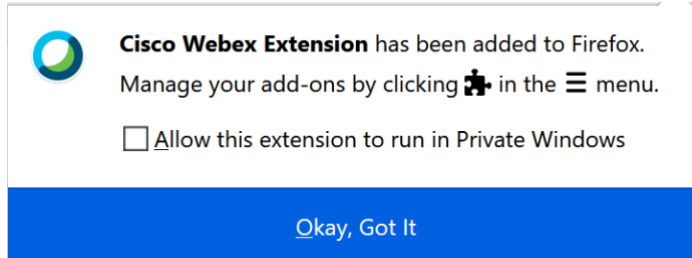 Cisco Webex Extension has been added to Firefox.
Manage your add-ons by clicking in the menu.
Allow this extension to run in Private Windows
Okay, Got It